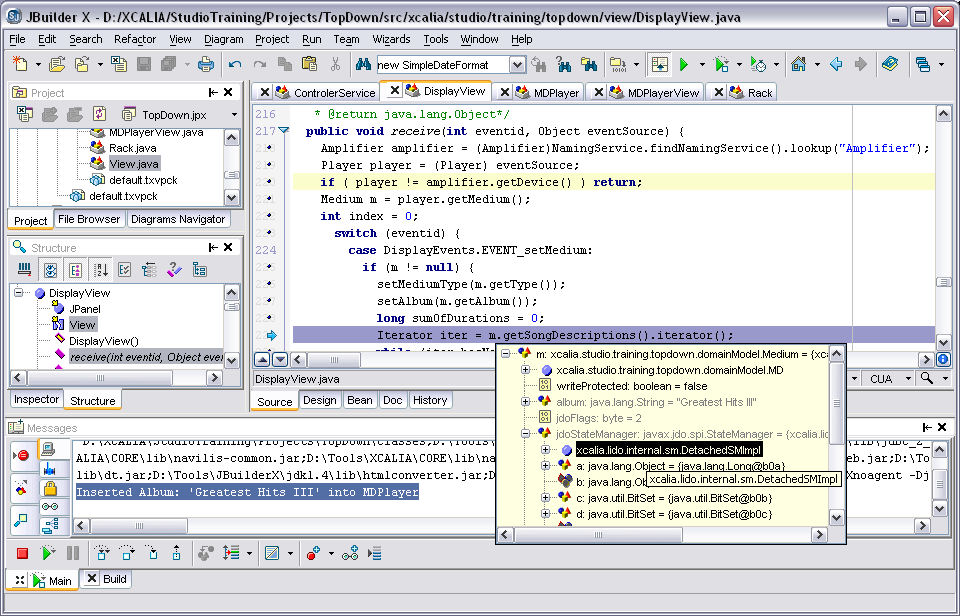 JBuilder X - D:/XCALIA/StudioTraining/Projects/TopDown/src/xcalia/studio/training/topdown/view/DisplayView.java
File Edit Search Refactor View Diagram Project Run Team Wizards Tools Window Help
new SimpleDateFormat
Project
TopDown.jpx
MDPlayerView.java
Rack.java
View.java
default.txvpck
default.txvpck
Project File Browser Diagrams Navigator
Structure
DisplayView
JPanel
View
DisplayView()
receive(int eventid, Object even
Inspector Structure
ControlerService DisplayView MDPlayer MDPlayerView Rack
216 * @return java.lang.Object*/
217 public void receive(int eventid, Object eventSource) {
Amplifier amplifier = (Amplifier)NamingService.findNamingService().lookup("Amplifier");
Player player = (Player) eventSource;
if ( player != amplifier.getDevice() ) return;
Medium m = player.getMedium();
int index = 0;
switch (eventid) {
224 case DisplayEvents.EVENT_setMedium:
if (m != null) {
setMediumType(m.getType());
setAlbum(m.getAlbum());
long sumOfDurations = 0;
Iterator iter = m.getSongDescriptions().iterator();
DisplayView.java
CUA
Source Design Bean Doc History
m: xcalia.studio.training.topdown.domainModel.Medium = {xc
xcalia.studio.training.topdown.domainModel.MD
writeProtected: boolean = false
album: java.lang.String = "Greatest Hits III"
jdoFlags: byte = 2
jdoStateManager: javax.jdo.spi.StateManager = {xcalia.lido
xcalia.lido.internal.sm.DetachedSMImpl
a: java.lang.Object = {java.lang.Long@b0a}
b: java.lang.Ob
xcalia.lido.internal.sm.DetachedSMImpl
c: java.util.BitSet = {java.util.BitSet@b0b}
d: java.util.BitSet = {java.util.BitSet@b0c}
Messages
D:\XCALIA\StudioTraining\Projects\TopDown\classes;D:\Tools
ALIA\CORE\lib\navilis-common.jar;D:\Tools\XCALIA\CORE\lib
lib\dt.jar;D:\Tools\JBuilderX\jdk1.4\lib\htmlconverter.jar;D Xnoagent -Dj
Inserted Album: 'Greatest Hits III' into MDPlayer
Main Build